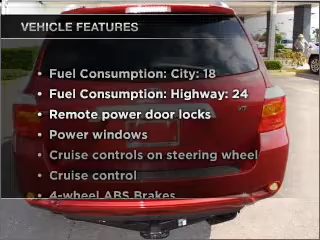 VEHICLE FEATURES
• Fuel Consumption: City: 18
• Fuel Consumption: Highway: 24
• Remote power door locks
• Power windows
• Cruise controls on steering wheel
• Cruise control
• 4-wheel ABS Brakes